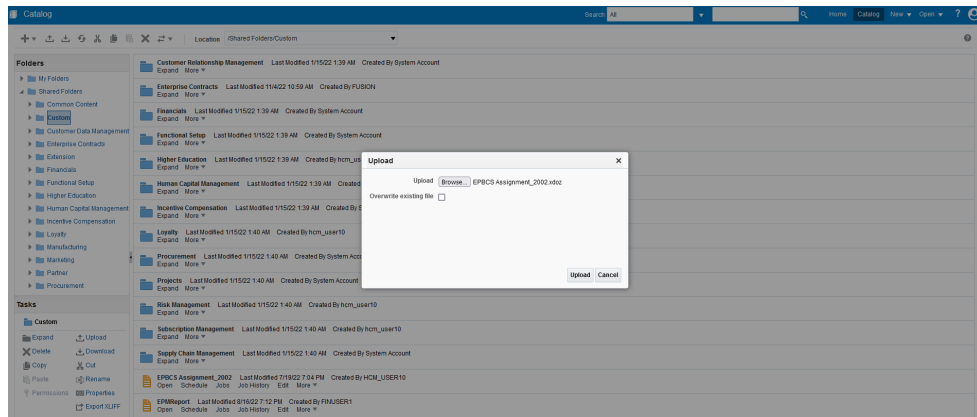 Catalog
Search All
Home Catalog New Open ?
Location /Shared Folders/Custom
Folders
My Folders
Shared Folders
Common Content
Custom
Customer Data Management
Enterprise Contracts
Extension
Financials
Functional Setup
Higher Education
Human Capital Management
Incentive Compensation
Loyalty
Manufacturing
Marketing
Partner
Procurement
Tasks
Custom
Expand Upload
Delete Download
Copy Cut
Paste Rename
Permissions Properties
Export XLIFF
Customer Relationship Management Last Modified 1/15/22 1:39 AM Created By System Account
Expand More
Enterprise Contracts Last Modified 11/4/22 10:59 AM Created By FUSION
Expand More
Financials Last Modified 1/15/22 1:39 AM Created By System Account
Expand More
Functional Setup Last Modified 1/15/22 1:39 AM Created By System Account
Expand More
Higher Education Last Modified 1/15/22 1:39 AM Created By hcm_us
Expand More
Human Capital Management Last Modified 1/15/22 1:39 AM Created
Expand More
Incentive Compensation Last Modified 1/15/22 1:39 AM Created By S
Expand More
Loyalty Last Modified 1/15/22 1:40 AM Created By hcm_user10
Expand More
Procurement Last Modified 1/15/22 1:40 AM Created By System Acco
Expand More
Projects Last Modified 1/15/22 1:40 AM Created By System Account
Expand More
Risk Management Last Modified 1/15/22 1:40 AM Created By hcm_user10
Expand More
Subscription Management Last Modified 1/15/22 1:40 AM Created By hcm_user10
Expand More
Supply Chain Management Last Modified 1/15/22 1:40 AM Created By System Account
Expand More
EPBCS Assignment_2002 Last Modified 7/19/22 7:04 PM Created By HCM_USER10
Open Schedule Jobs Job History Edit More
EPMReport Last Modified 8/16/22 7:12 PM Created By FINUSER1
Open Schedule Jobs Job History Edit More
Upload
Upload Browse... EPBCS Assignment_2002.xdoz
Overwrite existing file
Upload Cancel